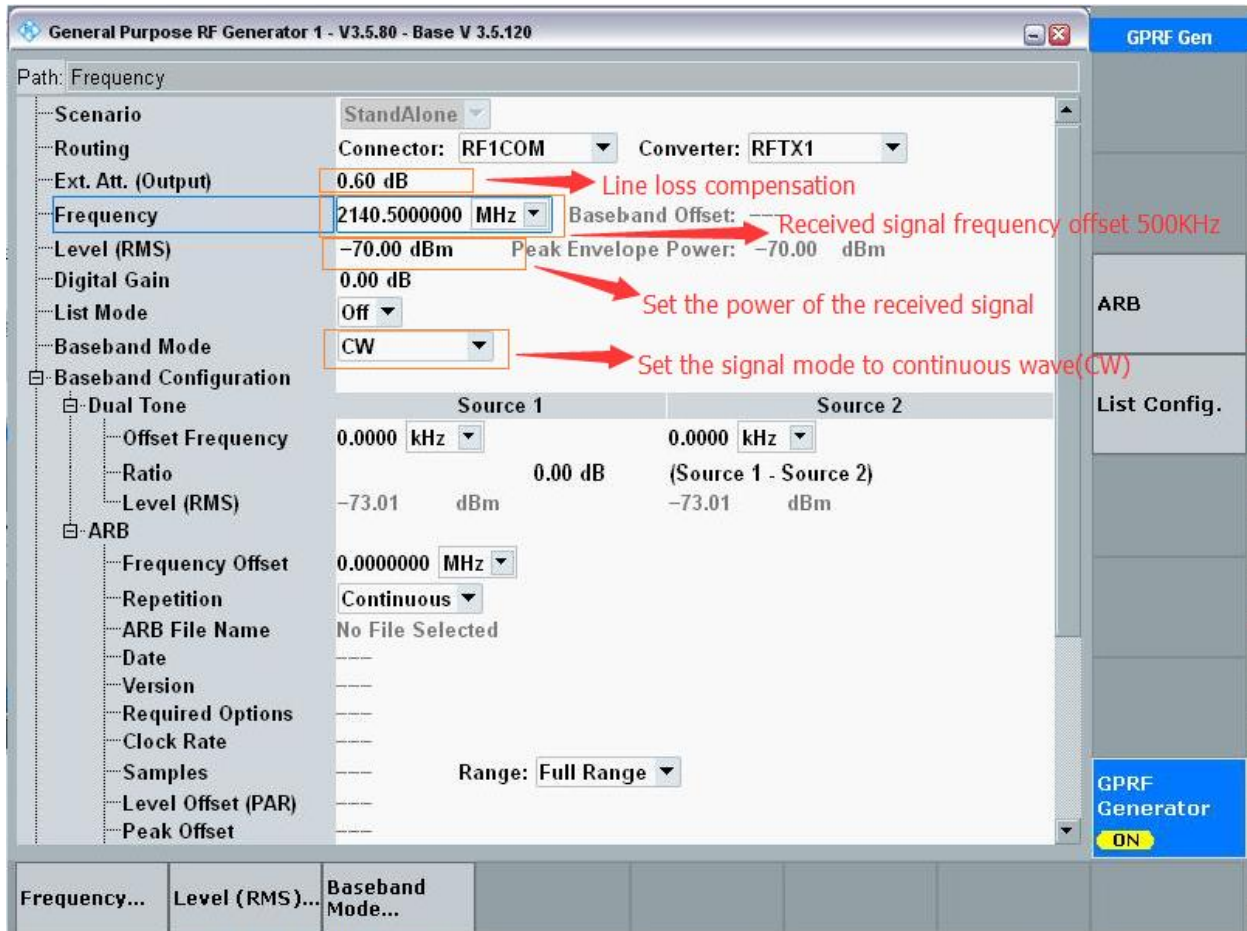 General Purpose RF Generator 1 - V3.5.80 - Base V 3.5.120
GPRF Gen
Path: Frequency
Scenario StandAlone
Routing Connector: RF1COM Converter: RFTX1
Ext. Att. (Output) 0.60 dB Line loss compensation
Frequency 2140.5000000 MHz Baseband Offset: --- Received signal frequency offset 500KHz
Level (RMS) −70.00 dBm Peak Envelope Power: −70.00 dBm
Digital Gain 0.00 dB
Set the power of the received signal
ARB
List Mode Off
Baseband Mode CW
Set the signal mode to continuous wave(CW)
Baseband Configuration
Dual Tone Source 1 Source 2
List Config.
Offset Frequency 0.0000 kHz 0.0000 kHz
Ratio 0.00 dB (Source 1 - Source 2)
Level (RMS) −73.01 dBm −73.01 dBm
ARB
Frequency Offset 0.0000000 MHz
Repetition Continuous
ARB File Name No File Selected
Date ---
Version ---
Required Options ---
Clock Rate ---
Samples --- Range: Full Range
Level Offset (PAR) ---
Peak Offset ---
GPRF
Generator
ON
Frequency... Level (RMS)... Baseband
Mode...